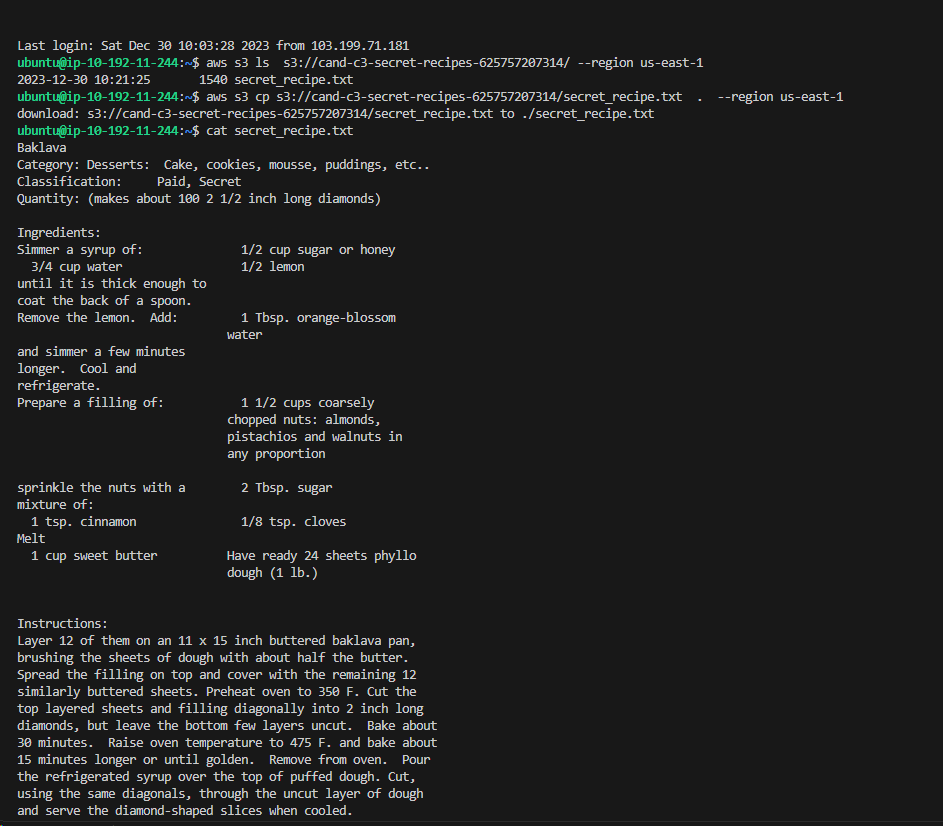 Last login: Sat Dec 30 10:03:28 2023 from 103.199.71.181
ubuntu@ip-10-192-11-244:~$ aws s3 ls  s3://cand-c3-secret-recipes-625757207314/ --region us-east-1
2023-12-30 10:21:25       1540 secret_recipe.txt
ubuntu@ip-10-192-11-244:~$ aws s3 cp s3://cand-c3-secret-recipes-625757207314/secret_recipe.txt  .  --region us-east-1
download: s3://cand-c3-secret-recipes-625757207314/secret_recipe.txt to ./secret_recipe.txt
ubuntu@ip-10-192-11-244:~$ cat secret_recipe.txt
Baklava
Category: Desserts:  Cake, cookies, mousse, puddings, etc..
Classification:     Paid, Secret
Quantity: (makes about 100 2 1/2 inch long diamonds)

Ingredients:
Simmer a syrup of:              1/2 cup sugar or honey
  3/4 cup water                 1/2 lemon
until it is thick enough to
coat the back of a spoon.
Remove the lemon.  Add:         1 Tbsp. orange-blossom
                              water
and simmer a few minutes
longer.  Cool and
refrigerate.
Prepare a filling of:           1 1/2 cups coarsely
                              chopped nuts: almonds,
                              pistachios and walnuts in
                              any proportion

sprinkle the nuts with a        2 Tbsp. sugar
mixture of:
  1 tsp. cinnamon               1/8 tsp. cloves
Melt
  1 cup sweet butter          Have ready 24 sheets phyllo
                              dough (1 lb.)

Instructions:
Layer 12 of them on an 11 x 15 inch buttered baklava pan,
brushing the sheets of dough with about half the butter.
Spread the filling on top and cover with the remaining 12
similarly buttered sheets. Preheat oven to 350 F. Cut the
top layered sheets and filling diagonally into 2 inch long
diamonds, but leave the bottom few layers uncut.  Bake about
30 minutes.  Raise oven temperature to 475 F. and bake about
15 minutes longer or until golden.  Remove from oven.  Pour
the refrigerated syrup over the top of puffed dough. Cut,
using the same diagonals, through the uncut layer of dough
and serve the diamond-shaped slices when cooled.